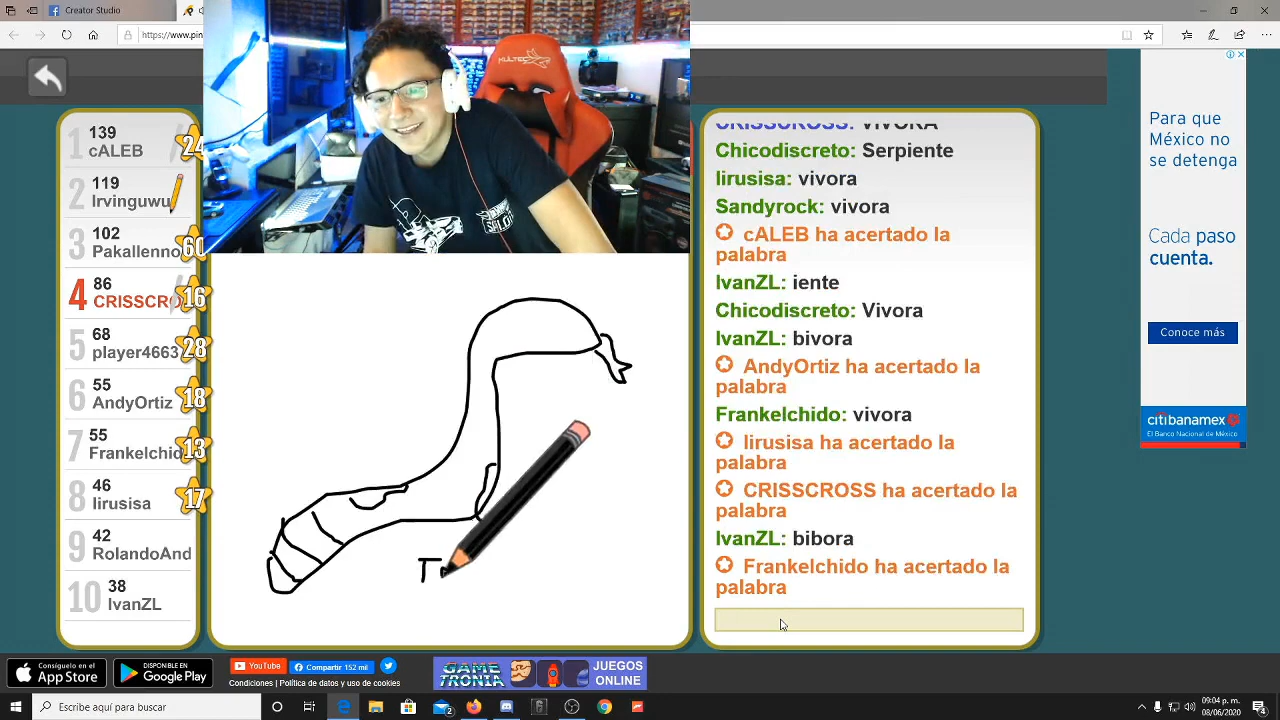 Creator Studio
https://www.pin
KULTEC
139
1 cALEB
24
119
2 Irvinguwu
102
3 Pakallenno
60
86
4 CRISSCRO
16
68
5 player4663
28
55
6 AndyOrtiz
18
55
7 Frankelchid
13
46
8 lirusisa
17
42
9 RolandoAnd
38
10 IvanZL
T
CRISSCROSS: VIVORA
Chicodiscreto: Serpiente
lirusisa: vivora
Sandyrock: vivora
cALEB ha acertado la
palabra
IvanZL: iente
Chicodiscreto: Vivora
IvanZL: bivora
AndyOrtiz ha acertado la
palabra
Frankelchido: vivora
lirusisa ha acertado la
palabra
CRISSCROSS ha acertado la
palabra
IvanZL: bibora
Frankelchido ha acertado la
palabra
Para que
México no
se detenga
Cada paso
cuenta.
Conoce más
citibanamex
El Banco Nacional de México
Consíguelo en el
App Store
DISPONIBLE EN
Google Play
YouTube
Compartir 152 mil
Condiciones | Política de datos y uso de cookies
GAME
TRONIA
JUEGOS
ONLINE
Escribe aquí para buscar
2
09:04 p. m.
08/06/2020